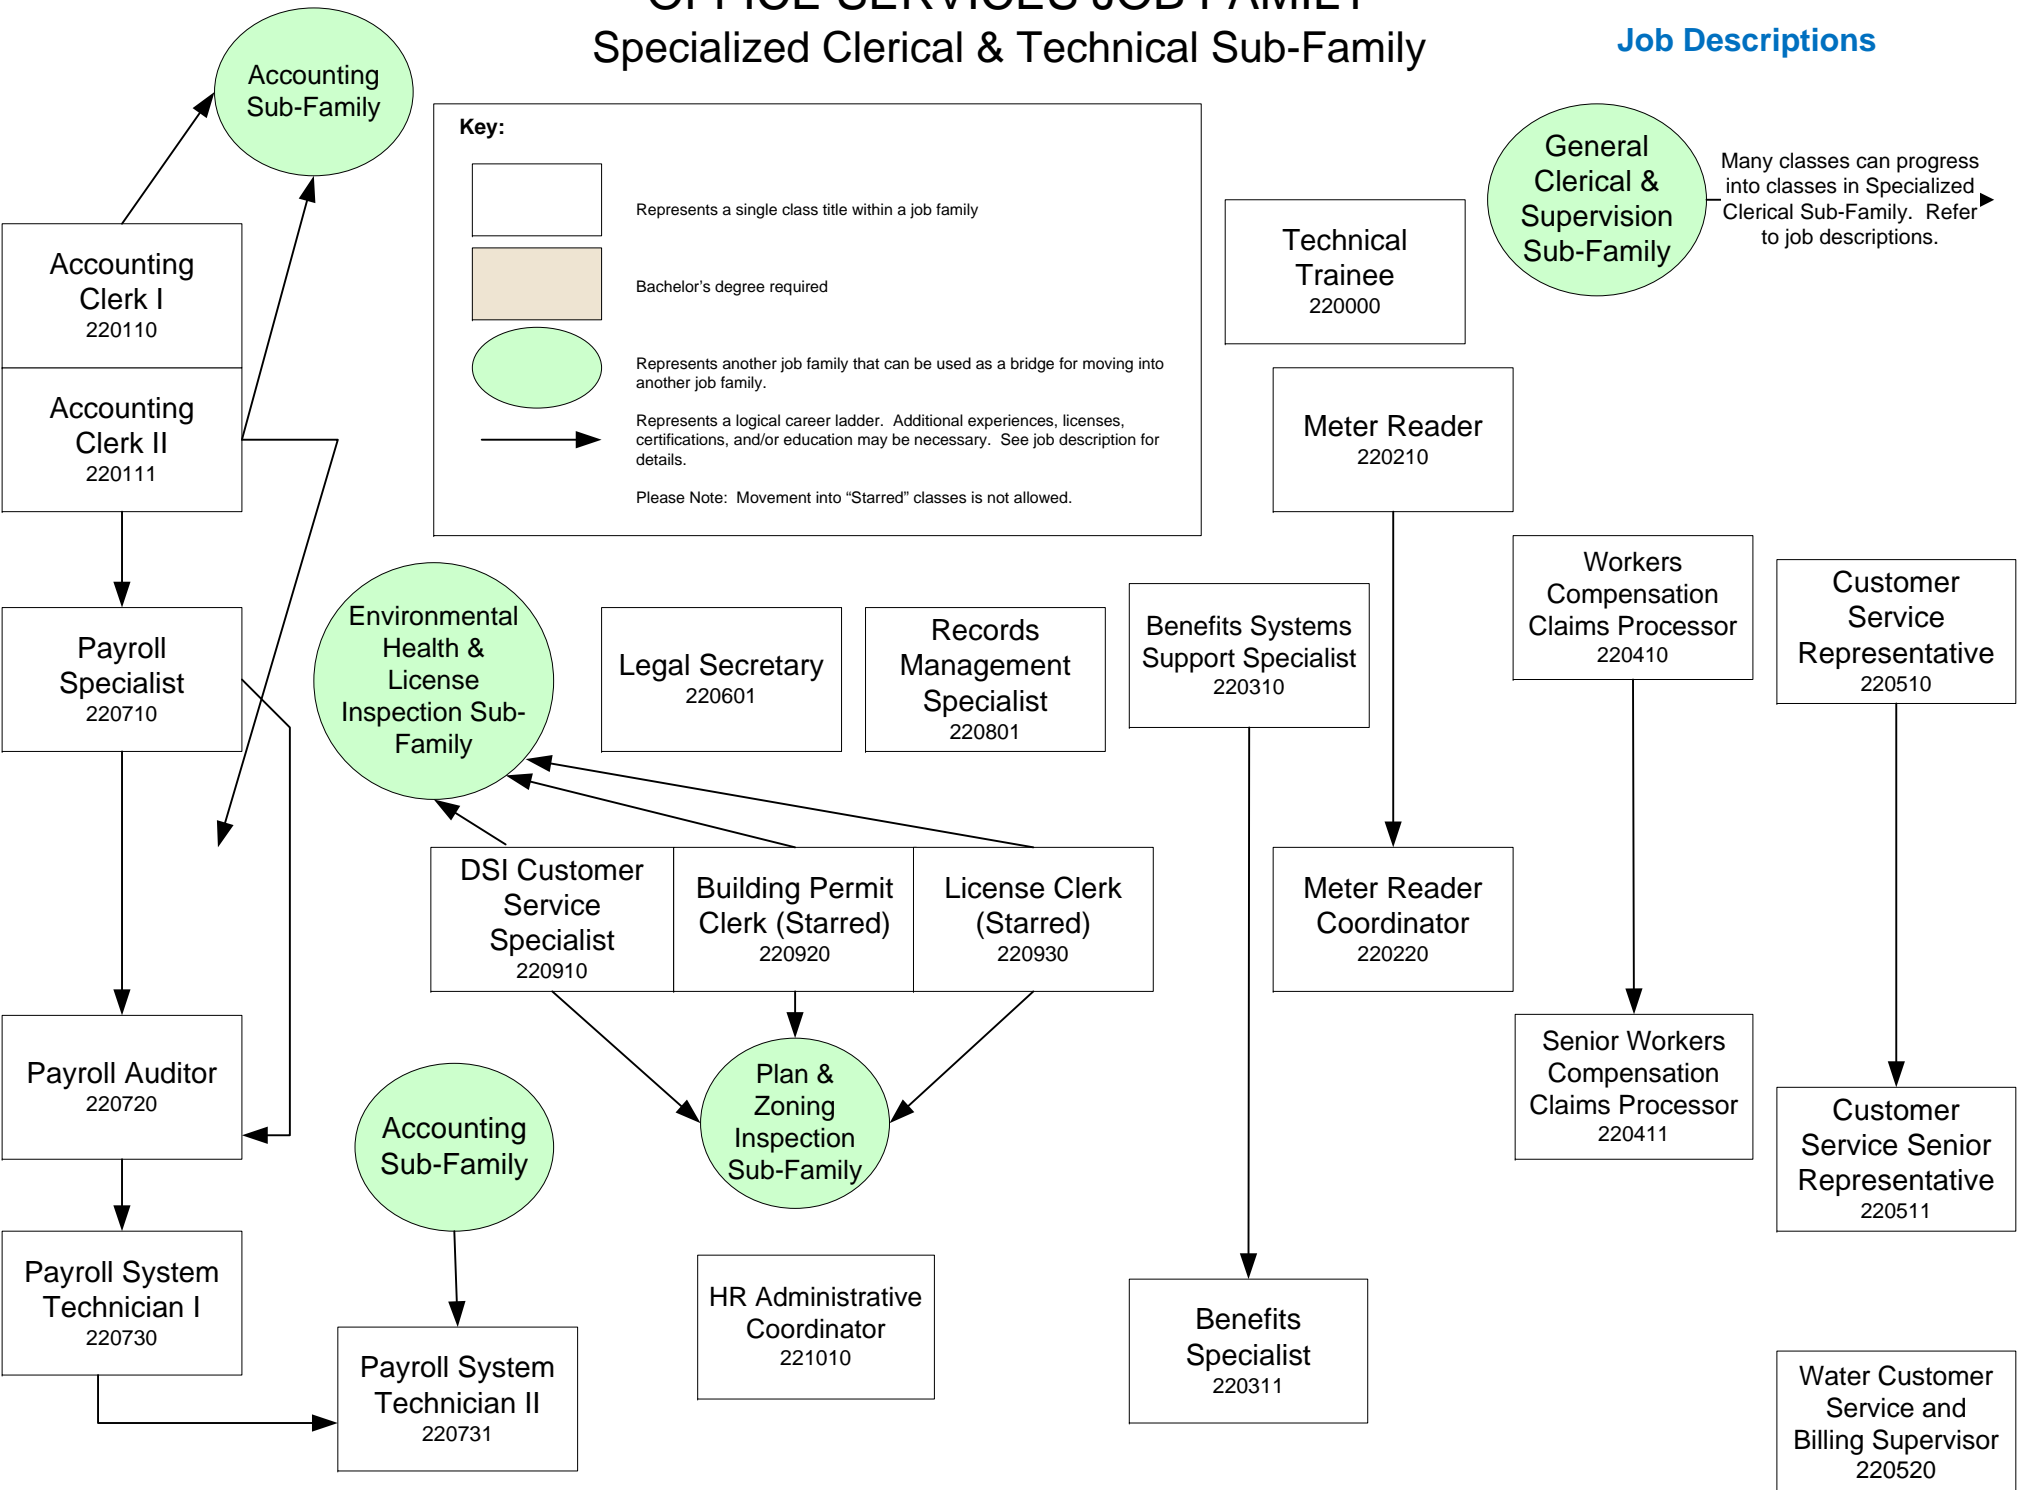 OFFICE SERVICES JOB FAMILY
Specialized Clerical & Technical Sub-Family
Job Descriptions
Accounting
Sub-Family
Key:
Represents a single class title within a job family
Bachelor's degree required
Represents another job family that can be used as a bridge for moving into
another job family.
Represents a logical career ladder.  Additional experiences, licenses,
certifications, and/or education may be necessary.  See job description for
details.
Please Note:  Movement into “Starred” classes is not allowed.
General
Clerical &
Supervision
Sub-Family
Many classes can progress
into classes in Specialized
Clerical Sub-Family.  Refer
to job descriptions.
Technical
Trainee
220000
Accounting
Clerk I
220110
Accounting
Clerk II
220111
Meter Reader
220210
Payroll
Specialist
220710
Environmental
Health &
License
Inspection Sub-
Family
Legal Secretary
220601
Records
Management
Specialist
220801
Benefits Systems
Support Specialist
220310
Workers
Compensation
Claims Processor
220410
Customer
Service
Representative
220510
DSI Customer
Service
Specialist
220910
Building Permit
Clerk (Starred)
220920
License Clerk
(Starred)
220930
Meter Reader
Coordinator
220220
Payroll Auditor
220720
Accounting
Sub-Family
Plan &
Zoning
Inspection
Sub-Family
Senior Workers
Compensation
Claims Processor
220411
Customer
Service Senior
Representative
220511
Payroll System
Technician I
220730
Payroll System
Technician II
220731
HR Administrative
Coordinator
221010
Benefits
Specialist
220311
Water Customer
Service and
Billing Supervisor
220520